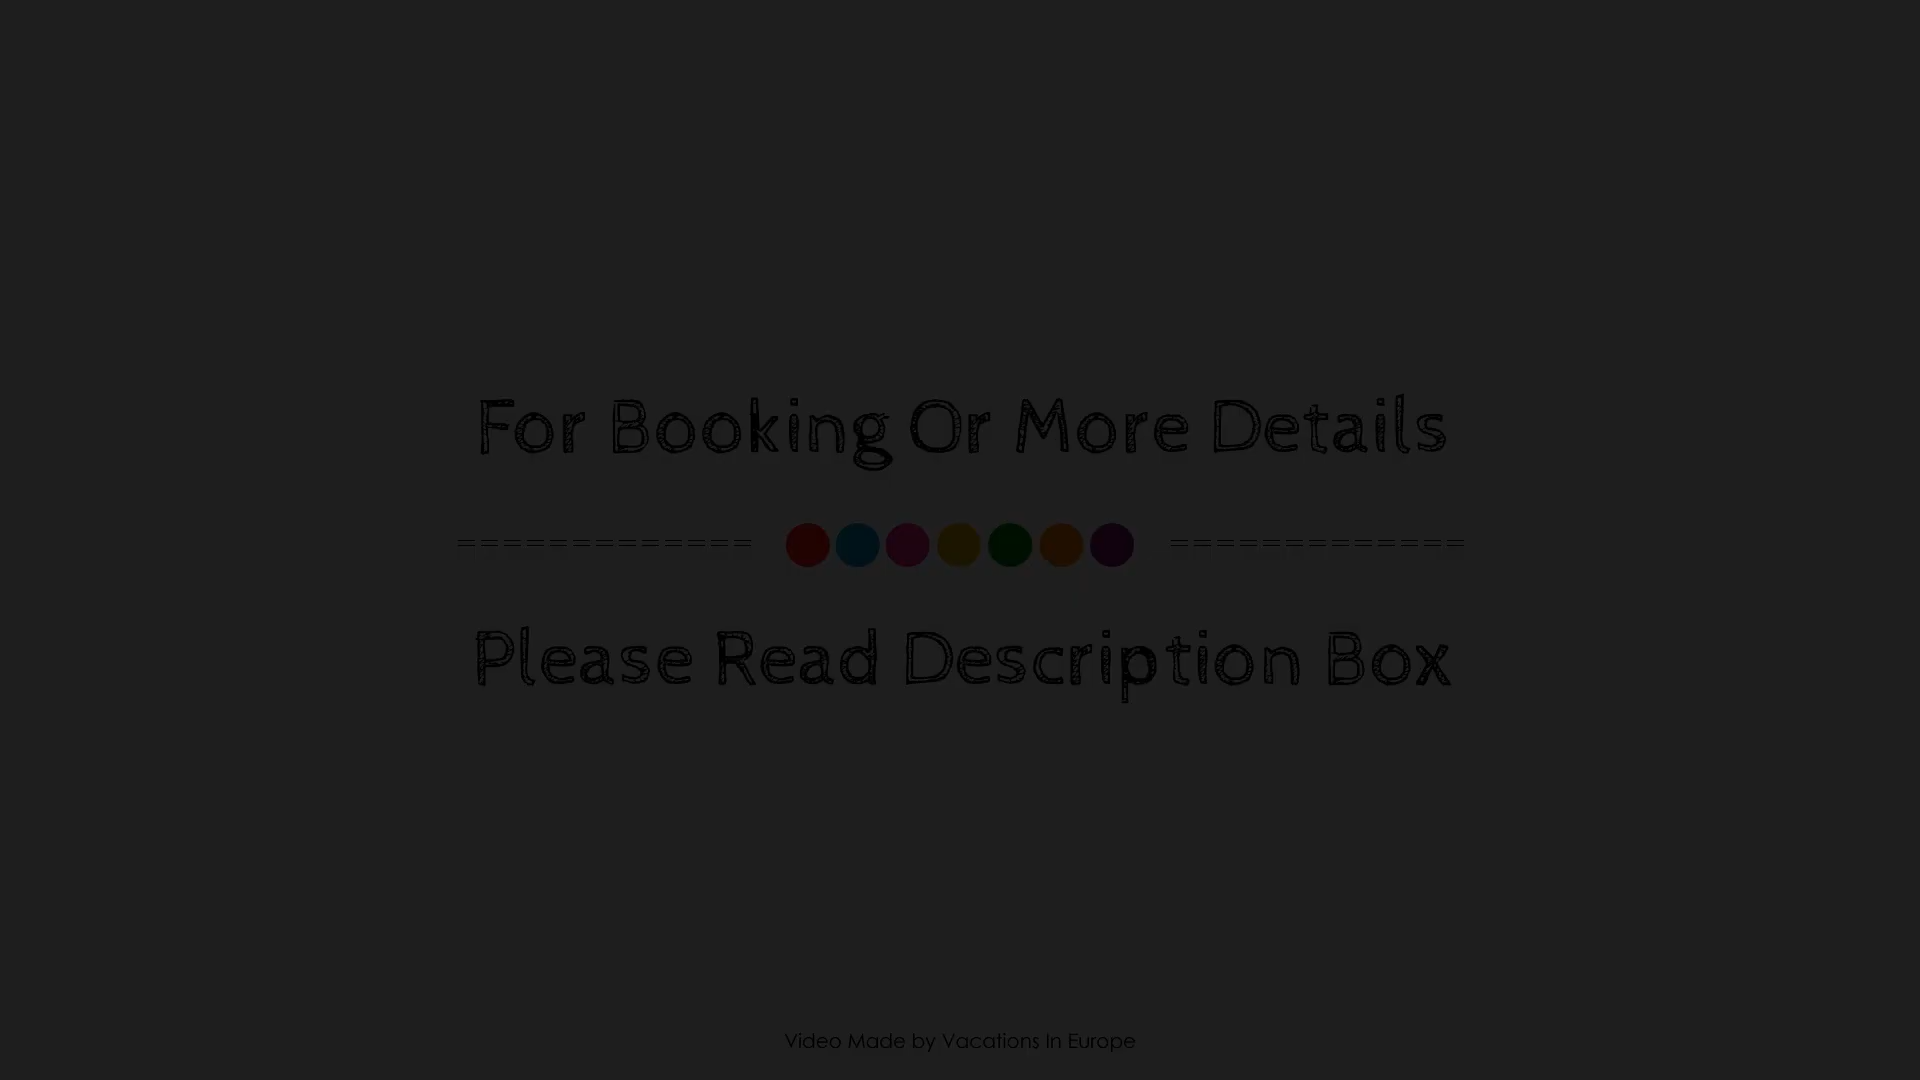 For Booking Or More Details
============= =============
Please Read Description Box
Video Made by Vacations In Europe